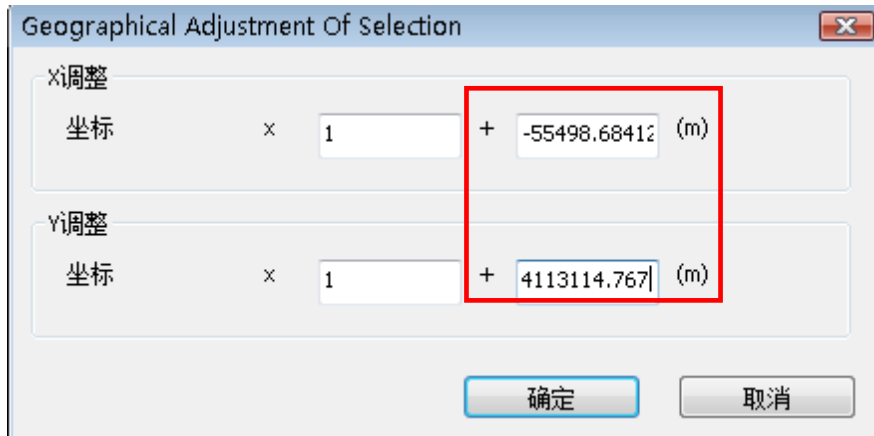 Geographical Adjustment Of Selection
X调整
坐标 × 1 + -55498.68412 (m)
Y调整
坐标 × 1 + 4113114.767 (m)
确定 取消